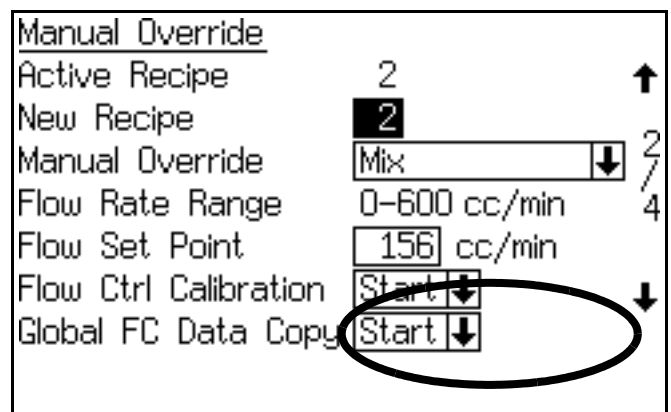 Manual Override
Active Recipe 2
New Recipe 2
Manual Override Mix
Flow Rate Range 0-600 cc/min
Flow Set Point 156 cc/min
Flow Ctrl Calibration Start
Global FC Data Copy Start
2/4